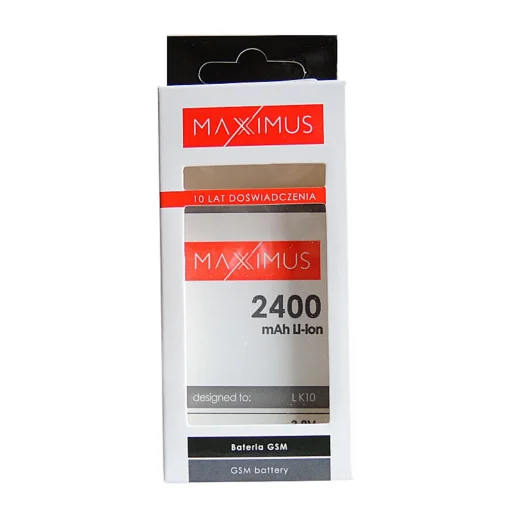 MAXXIMUS
10 LAT DOŚWIADCZENIA
MAXXIMUS
2400
mAh Li-ion
designed to: LK10
Bateria GSM
GSM battery